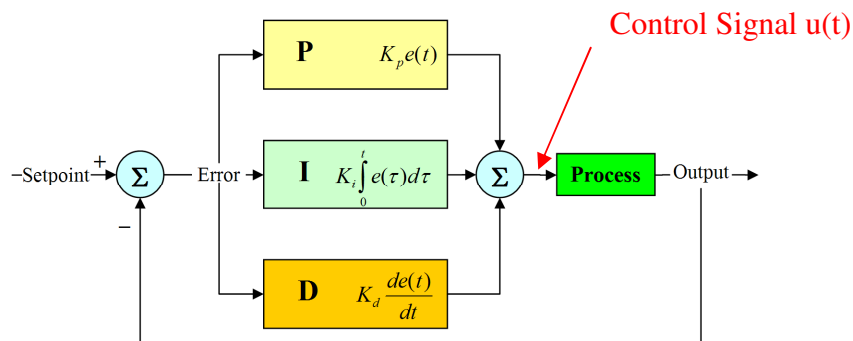 Control Signal u(t)
P K_p e(t)
–Setpoint + Σ Error I K_i ∫_0^t e(τ)dτ Σ Process Output
–
D K_d de(t)/dt